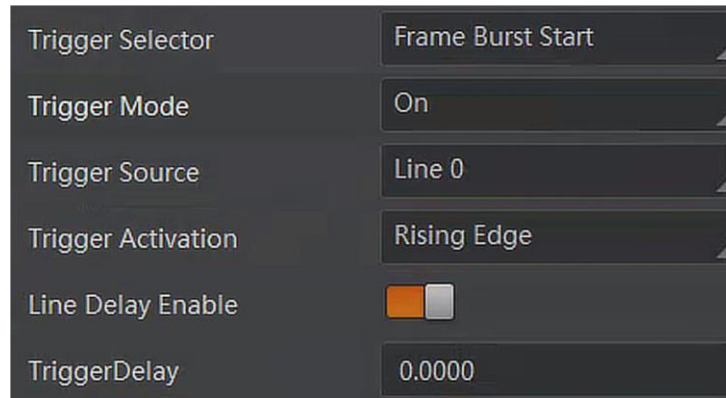 Trigger Selector Frame Burst Start
Trigger Mode On
Trigger Source Line 0
Trigger Activation Rising Edge
Line Delay Enable
TriggerDelay 0.0000